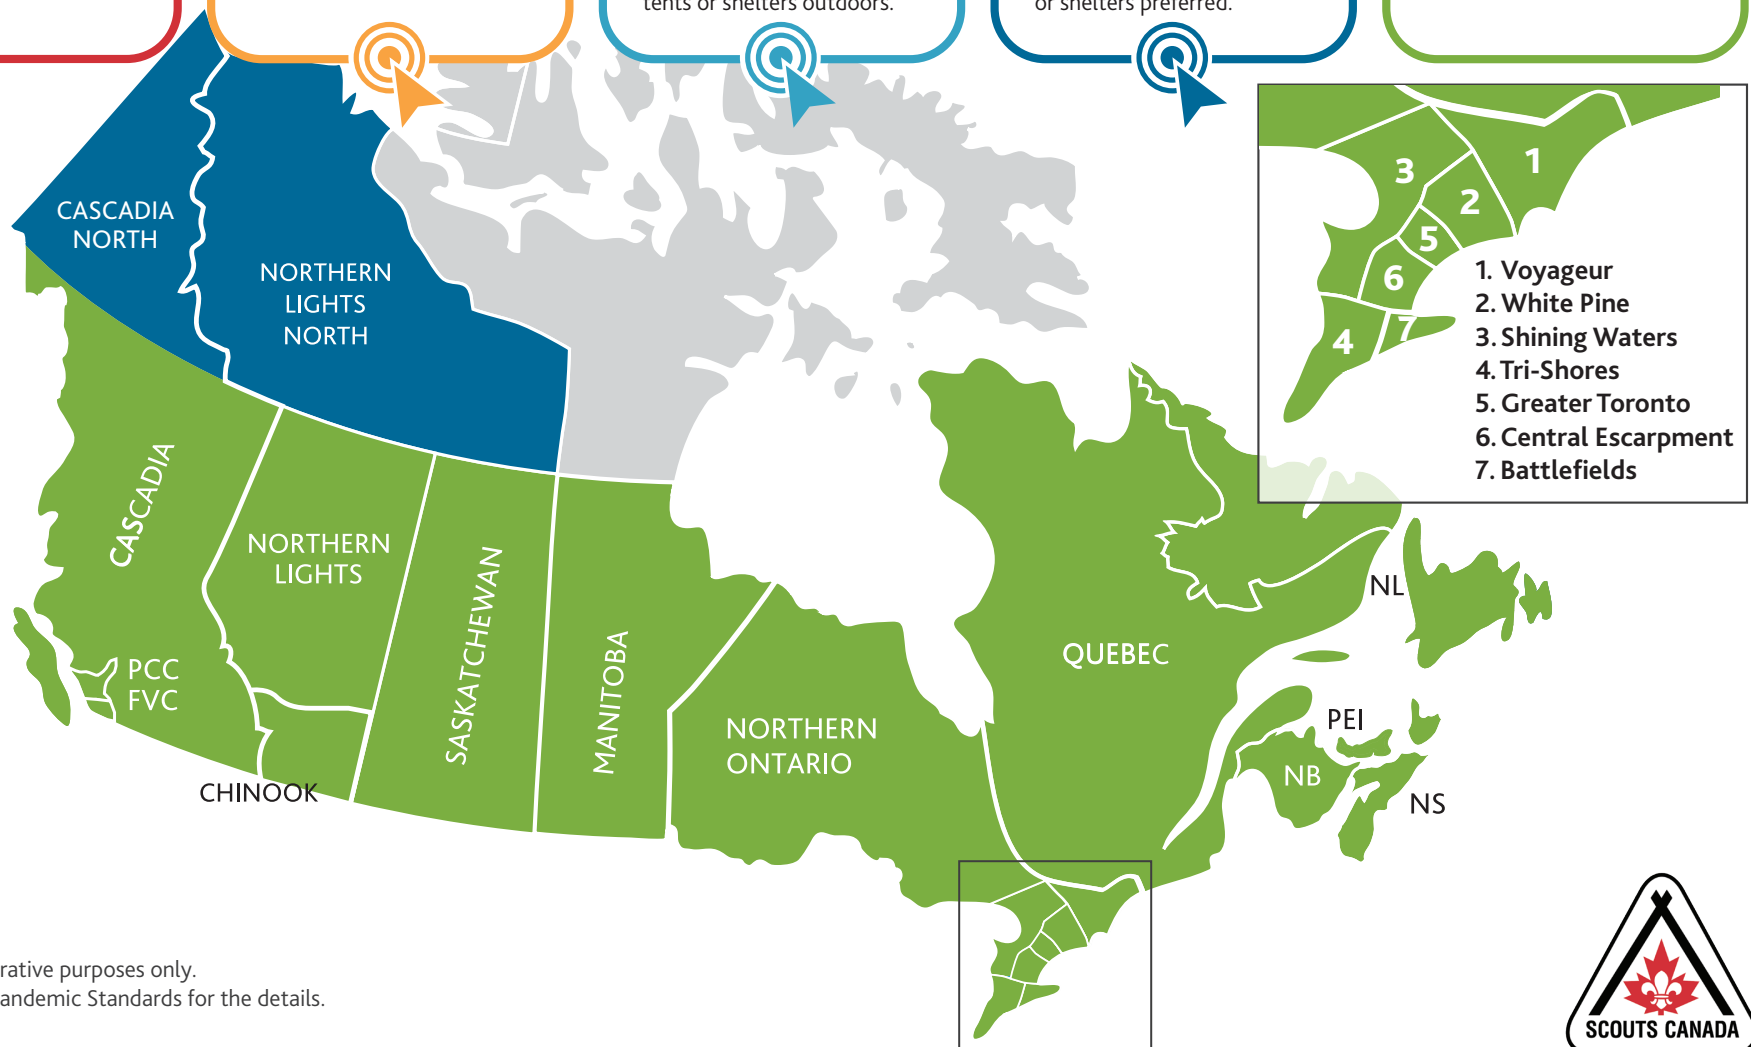 tents or shelters outdoors.
or shelters preferred.
CASCADIA
NORTH
NORTHERN
LIGHTS
NORTH
3
1
2
5
6
4
7
1. Voyageur
2. White Pine
3. Shining Waters
4. Tri-Shores
5. Greater Toronto
6. Central Escarpment
7. Battlefields
CASCADIA
NORTHERN
LIGHTS
SASKATCHEWAN
MANITOBA
PCC
FVC
CHINOOK
NORTHERN
ONTARIO
QUEBEC
NL
PEI
NB
NS
rative purposes only.
andemic Standards for the details.
SCOUTS CANADA